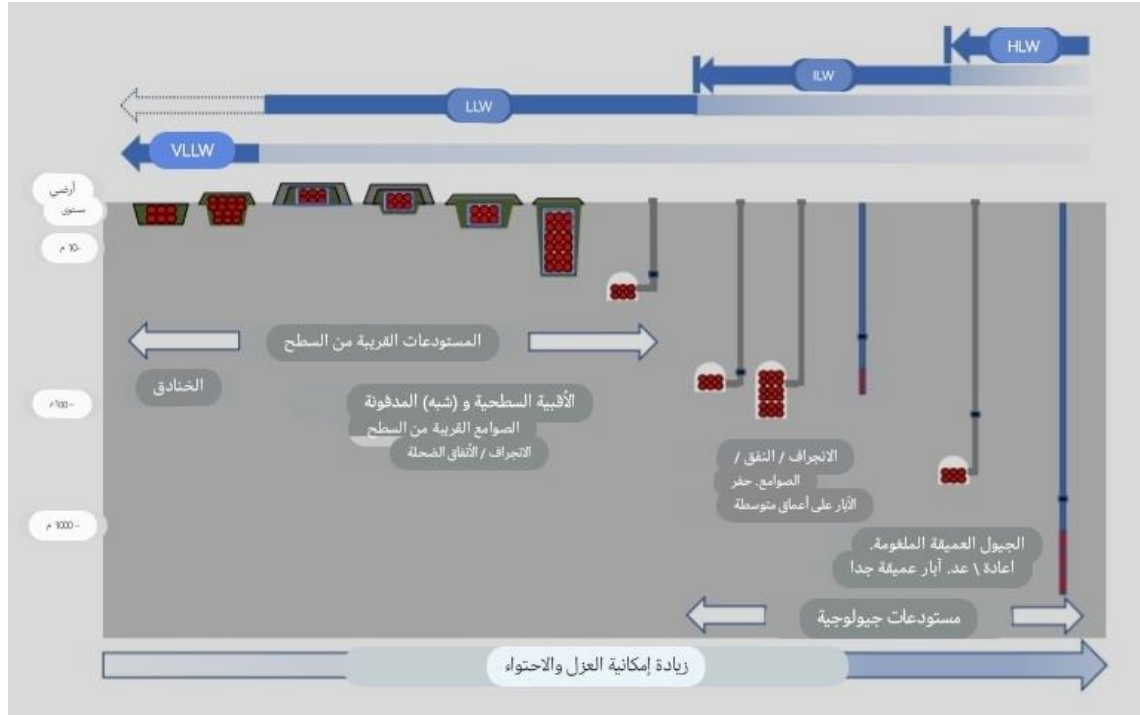 HLW
ILW
LLW
VLLW
أرضي
مستوى
-10 م
المستودعات القريبة من السطح
الخنادق
الأقبية السطحية و (شبه) المدفونة
الصوامع القريبة من السطح
الانجراف / الأنفاق الضحلة
-100 م
الانجراف / النفق /
الصوامع. حفر
الآبار على أعماق متوسطة
-1000 م
الجيول العميقة الملغومة.
اعادة \ عد. آبار عميقة جدا
مستودعات جيولوجية
زيادة إمكانية العزل والاحتواء